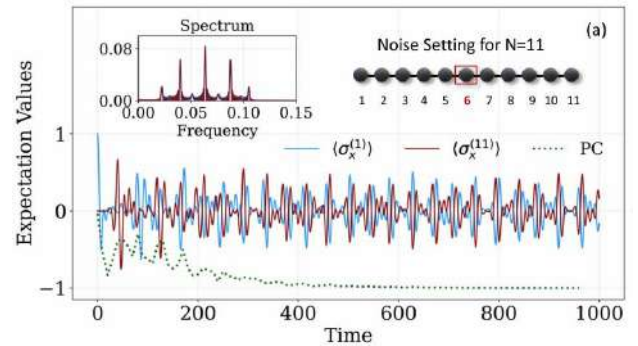 (a)
Spectrum
0.08
0.00
0.00 0.05 0.10 0.15
Frequency
Noise Setting for N=11
1 2 3 4 5 6 7 8 9 10 11
⟨σx(1)⟩ ⟨σx(11)⟩ PC
Expectation Values
1
0
−1
0 200 400 600 800 1000
Time